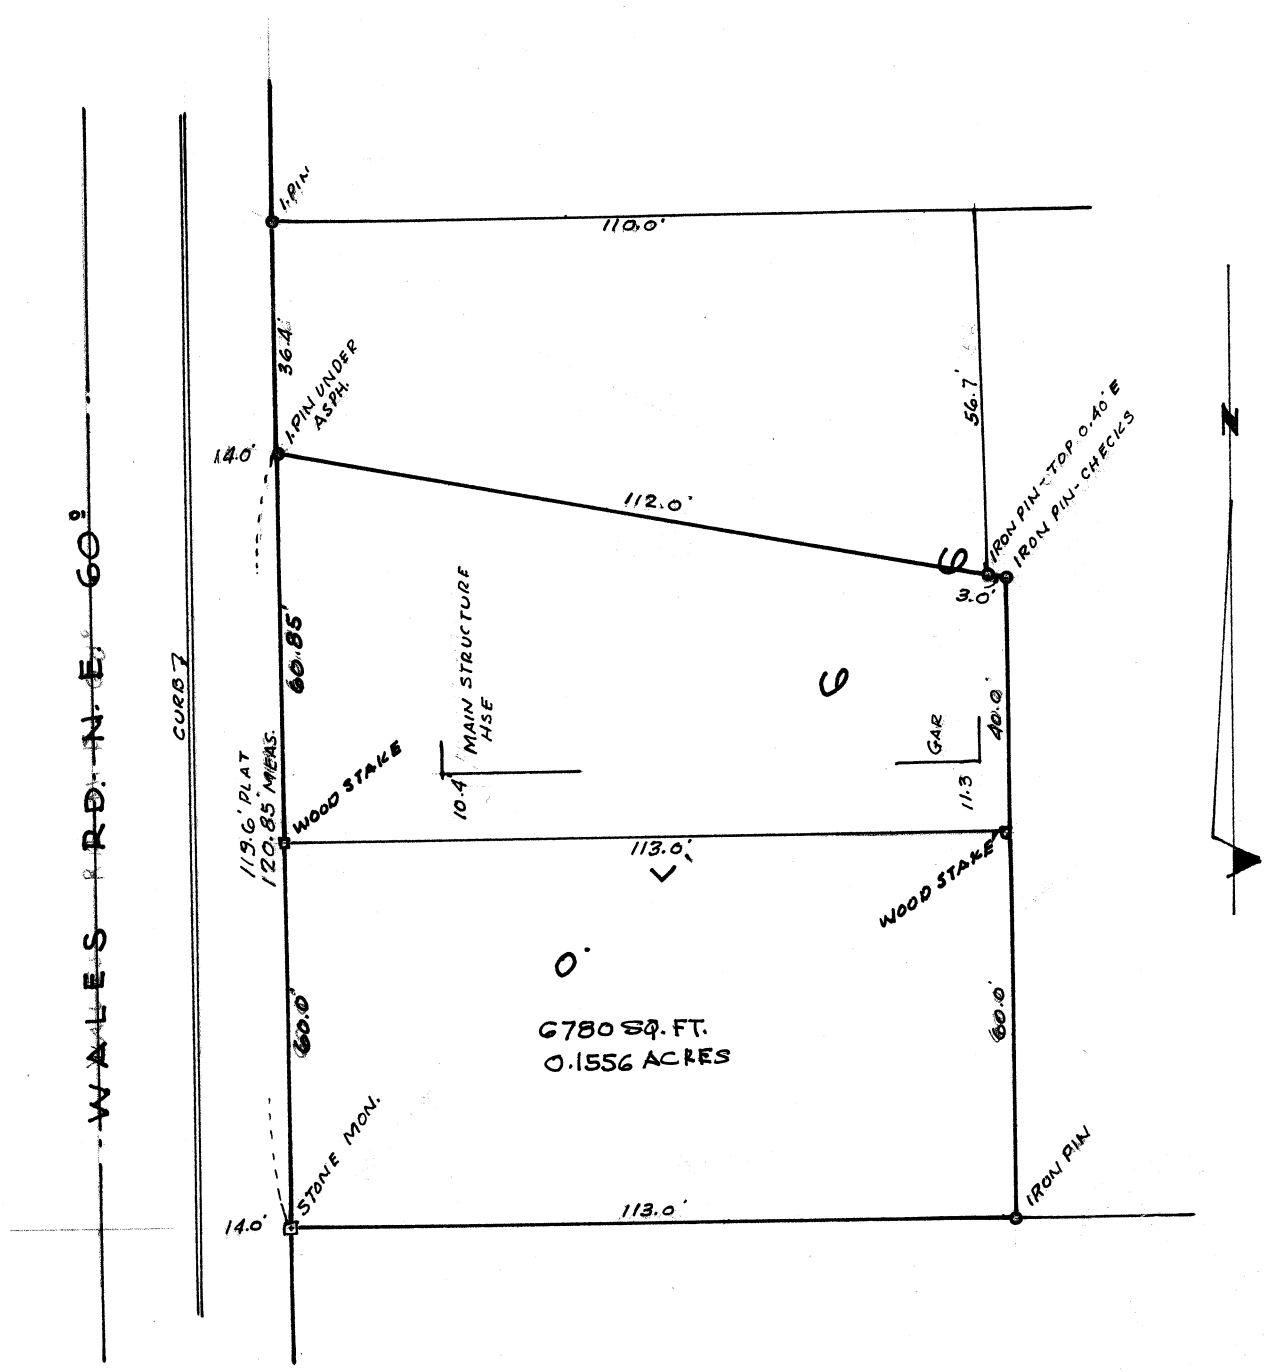 I.PIN
110.0'
36.4'
I.PIN UNDER
ASPH.
14.0'
112.0'
56.7'
IRON PIN-TOP 0.40'E
IRON PIN-CHECKS
6
3.0'
N
WALES RD. N.E. 60'
CURB
60.85'
MAIN STRUCTURE
HSE
10.4'
6
GAR
11.3
40.0'
119.6' PLAT
120.85' MEAS.
WOOD STAKE
113.0'
WOOD STAKE
60.0'
6780 SQ. FT.
0.1556 ACRES
60.0'
STONE MON.
14.0'
113.0'
IRON PIN